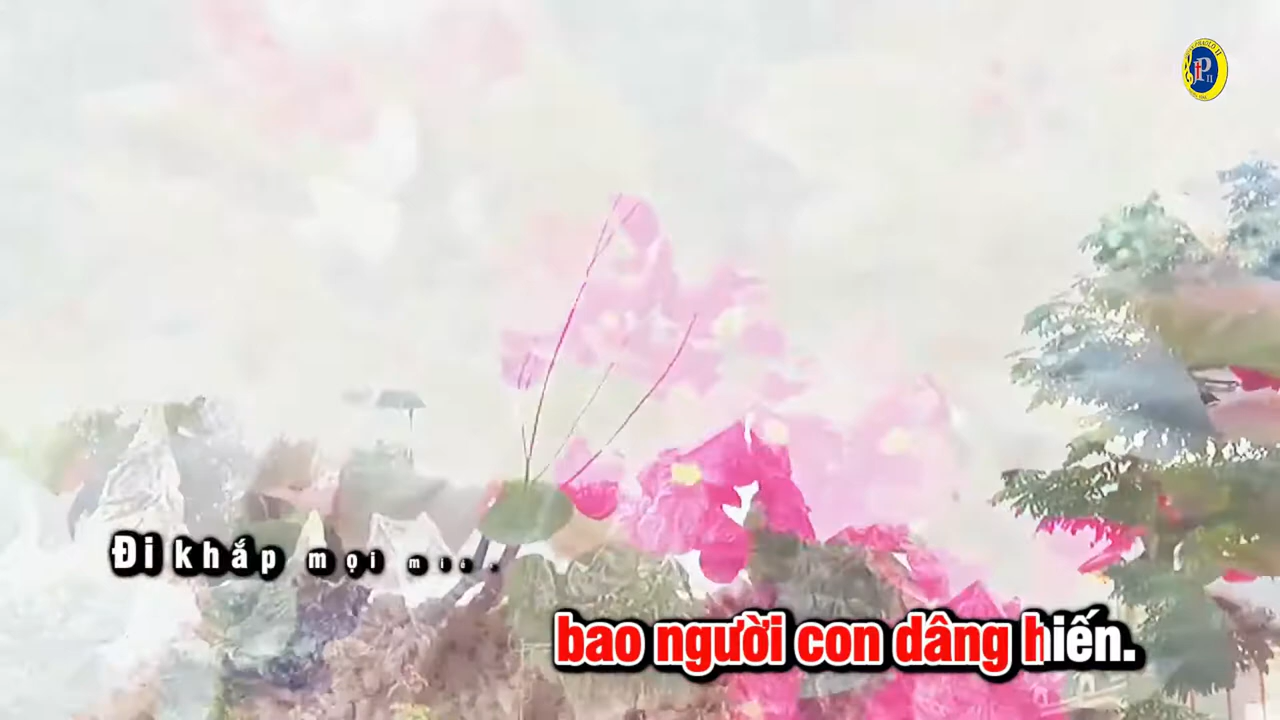 Đi khắp mọi
bao người con dâng hiến.